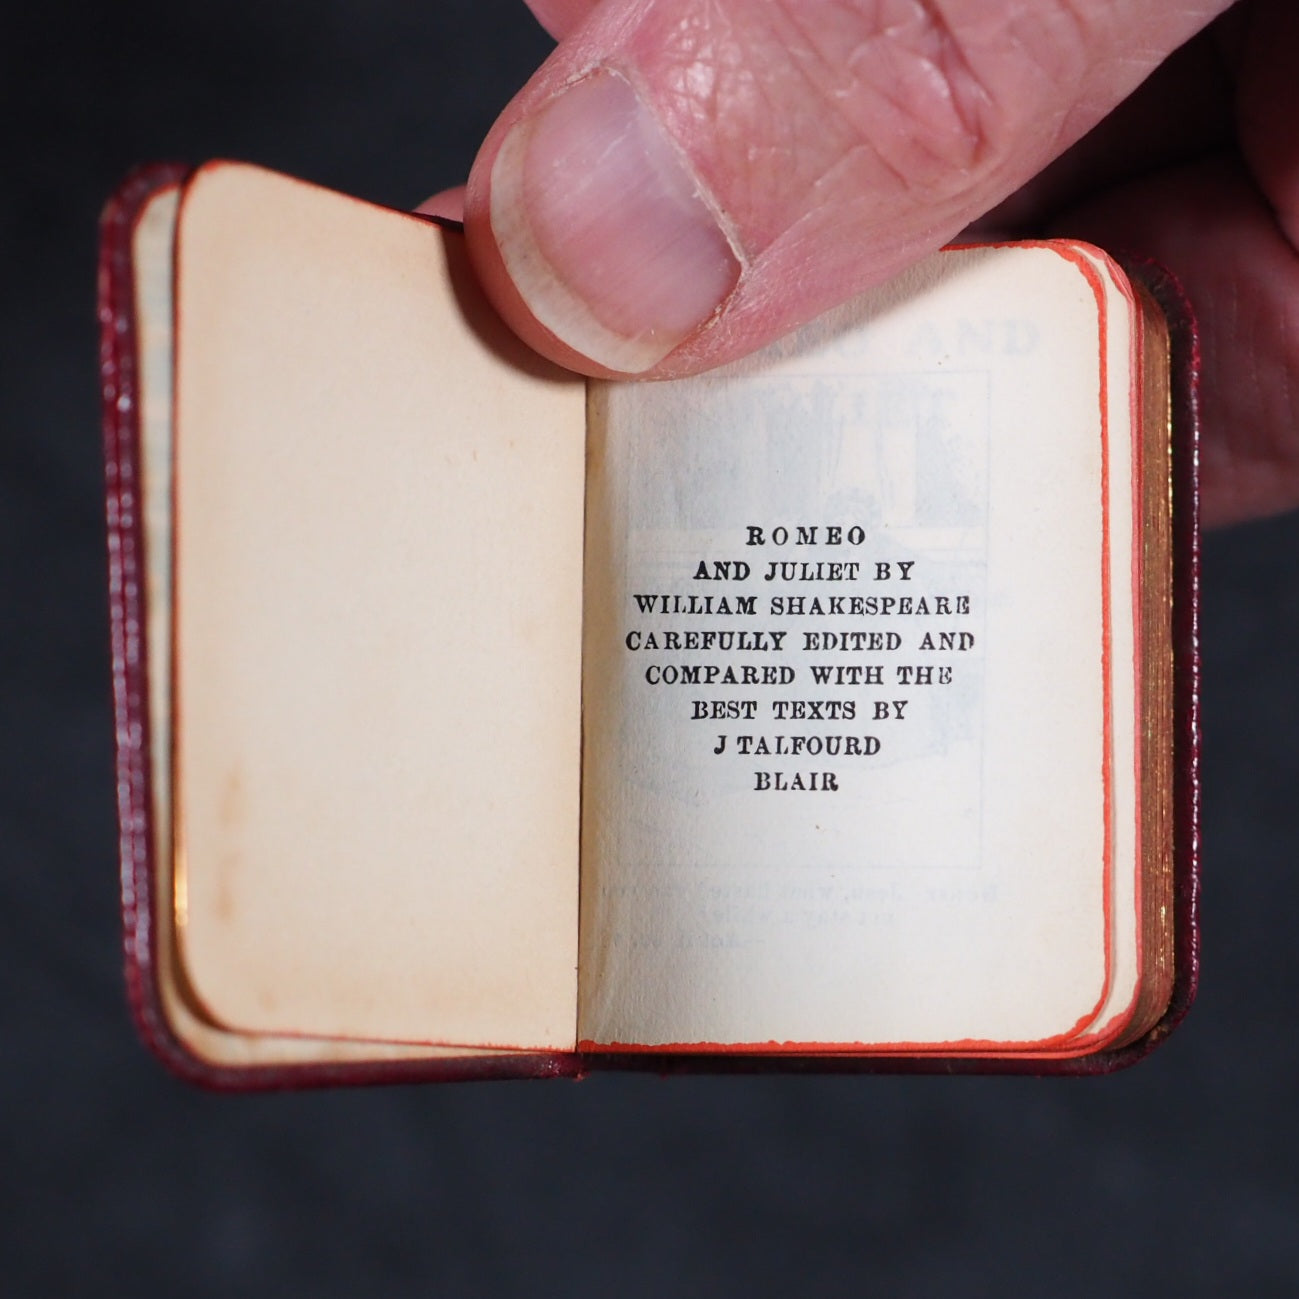 ROMEO
AND JULIET BY
WILLIAM SHAKESPEARE
CAREFULLY EDITED AND
COMPARED WITH THE
BEST TEXTS BY
J TALFOURD
BLAIR